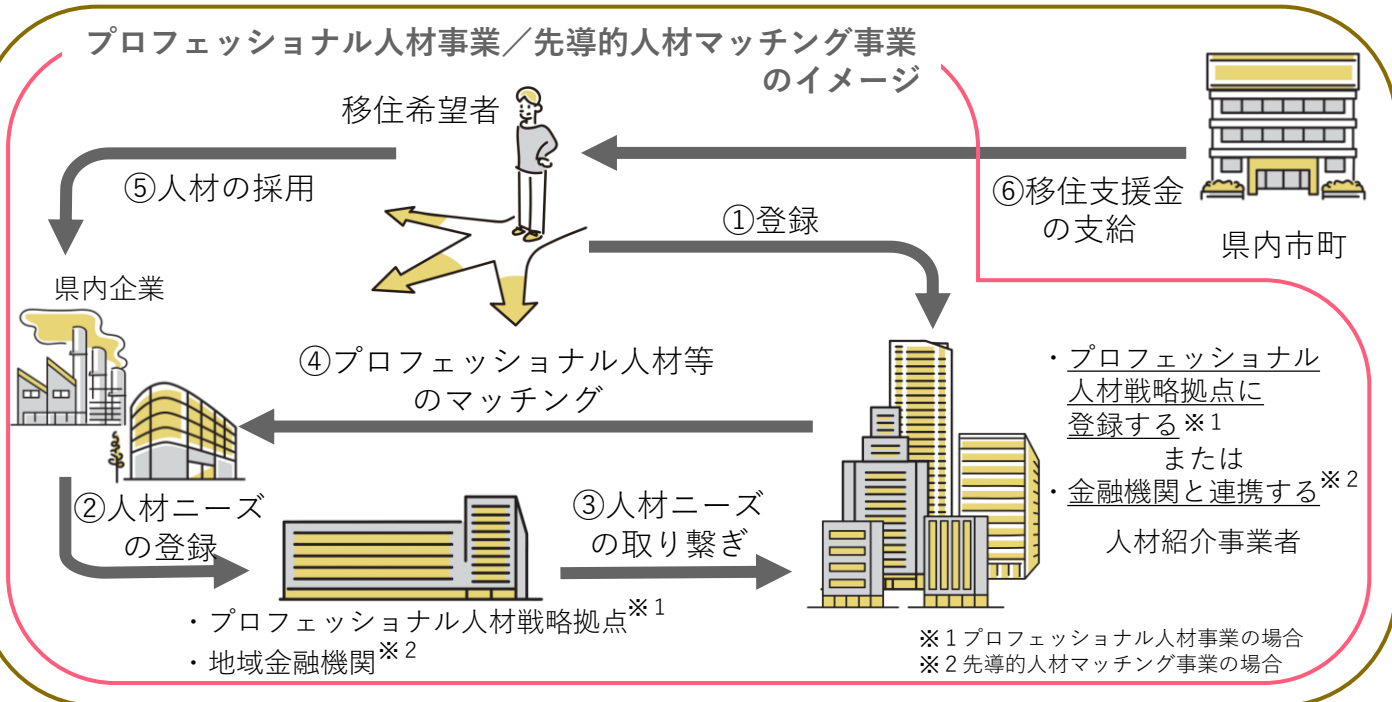 プロフェッショナル人材事業／先導的人材マッチング事業
のイメージ
移住希望者
⑤人材の採用
①登録
⑥移住支援金
の支給
県内市町
県内企業
④プロフェッショナル人材等
のマッチング
・プロフェッショナル
人材戦略拠点に
登録する※1
または
・金融機関と連携する※2
人材紹介事業者
②人材ニーズ
の登録
③人材ニーズ
の取り繋ぎ
・プロフェッショナル人材戦略拠点※1
・地域金融機関※2
※1プロフェッショナル人材事業の場合
※2先導的人材マッチング事業の場合